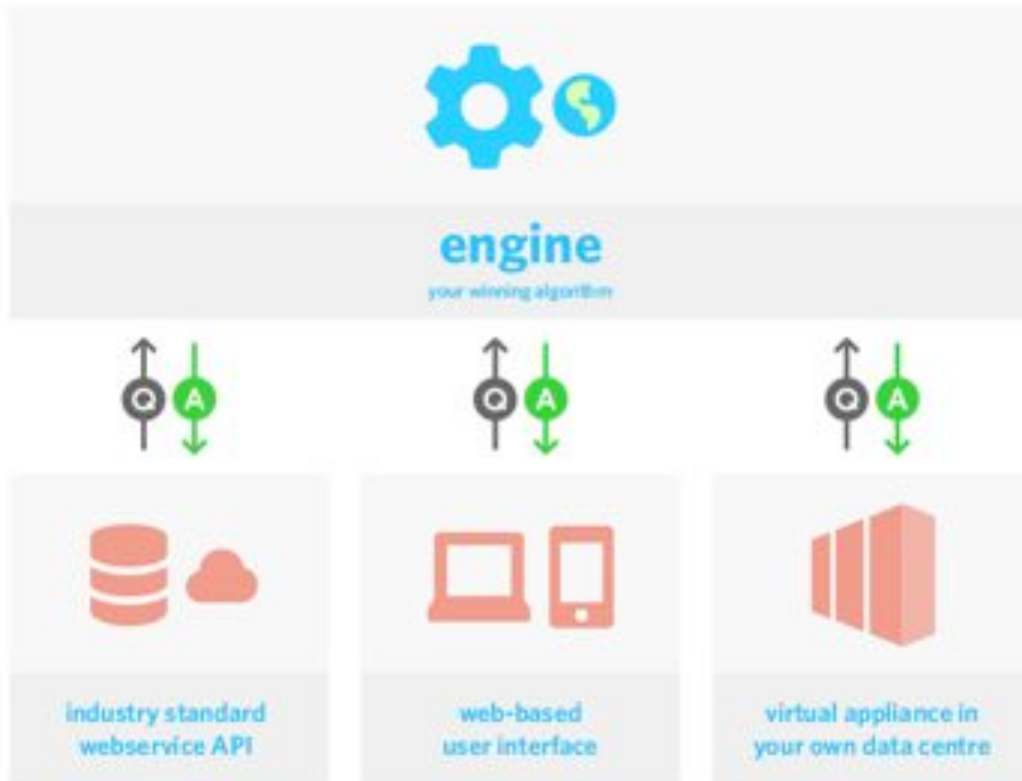 engine
your winning algorithm
Q A Q A Q A
industry standard
webservice API
web-based
user interface
virtual appliance in
your own data centre